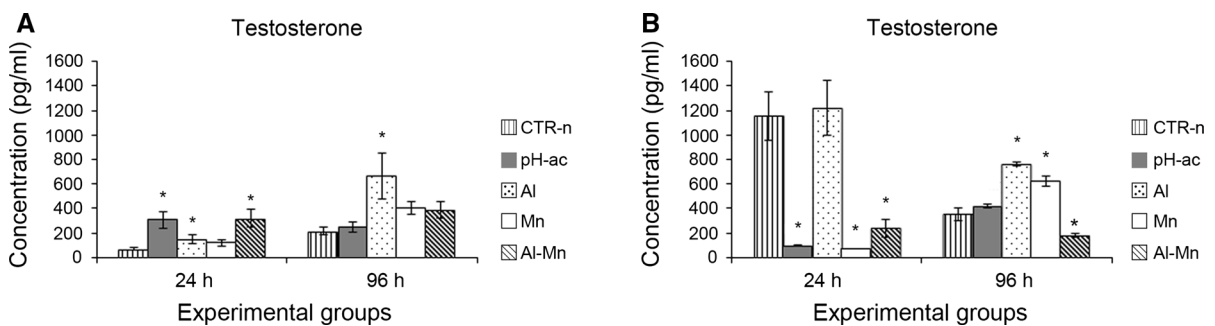 A
Testosterone
Concentration (pg/ml)
1600
1400
1200
1000
800
600
400
200
0
* * *
*
24 h 96 h
Experimental groups
CTR-n
pH-ac
Al
Mn
Al-Mn
B
Testosterone
Concentration (pg/ml)
1600
1400
1200
1000
800
600
400
200
0
* * *
* * *
24 h 96 h
Experimental groups
CTR-n
pH-ac
Al
Mn
Al-Mn